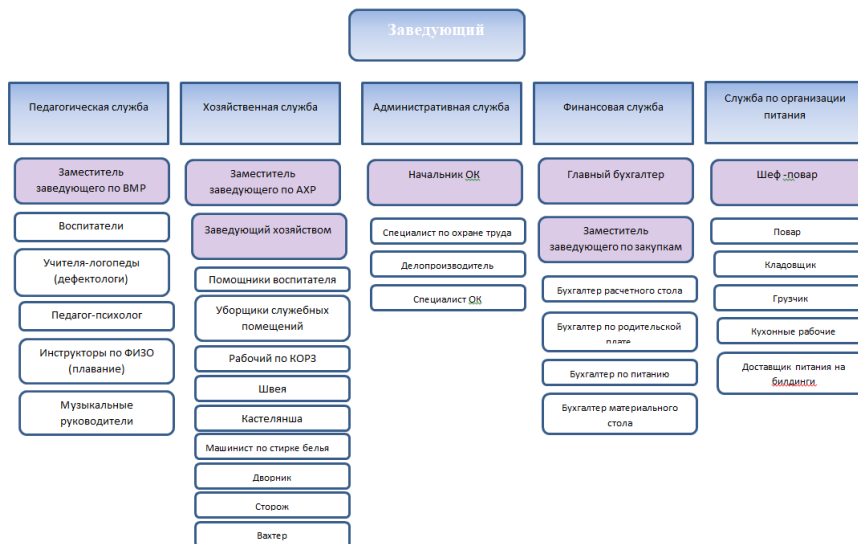 Заведующий
Педагогическая служба
Хозяйственная служба
Административная служба
Финансовая служба
Служба по организации
питания
Заместитель
заведующего по ВМР
Воспитатели
Учителя-логопеды
(дефектологи)
Педагог-психолог
Инструкторы по ФИЗО
(плавание)
Музыкальные
руководители
Заместитель
заведующего по АХР
Заведующий хозяйством
Помощники воспитателя
Уборщики служебных
помещений
Рабочий по КОРЗ
Швея
Кастелянша
Машинист по стирке белья
Дворник
Сторож
Вахтер
Начальник ОК
Специалист по охране труда
Делопроизводитель
Специалист ОК
Главный бухгалтер
Заместитель
заведующего по закупкам
Бухгалтер расчетного стола
Бухгалтер по родительской
плате
Бухгалтер по питанию
Бухгалтер материального
стола
Шеф -повар
Повар
Кладовщик
Грузчик
Кухонные рабочие
Доставщик питания на
билдинги